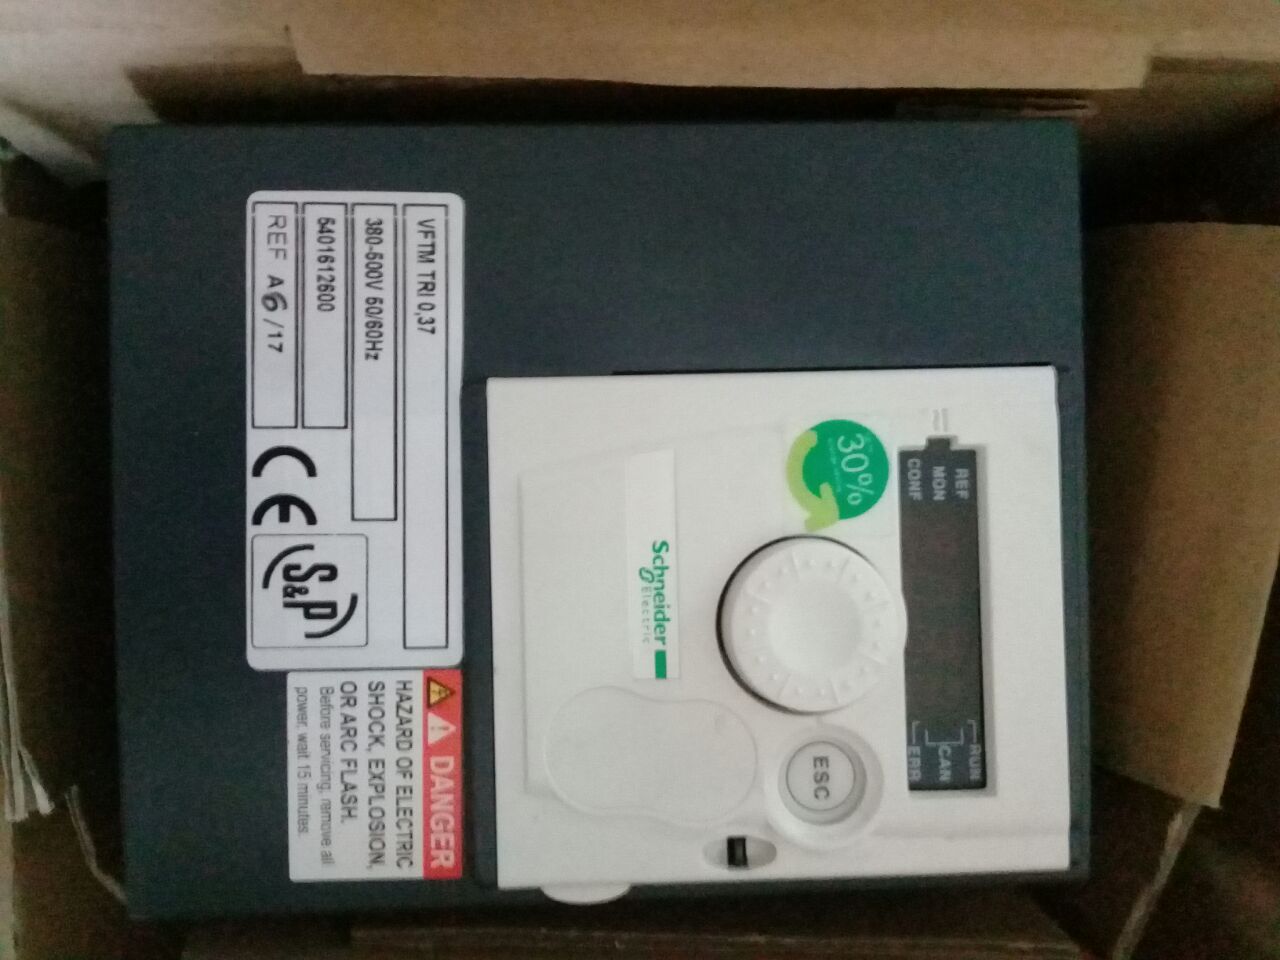 VFTM TRI 0,37
380-500V 50/60Hz
5401612600
REF A6/17
CE
S&P
DANGER
HAZARD OF ELECTRIC
SHOCK, EXPLOSION,
OR ARC FLASH.
Before servicing, remove all
power, wait 15 minutes.
REF
MON
CONF
RUN
CAN
ERR
30%
ESC
Schneider
Electric